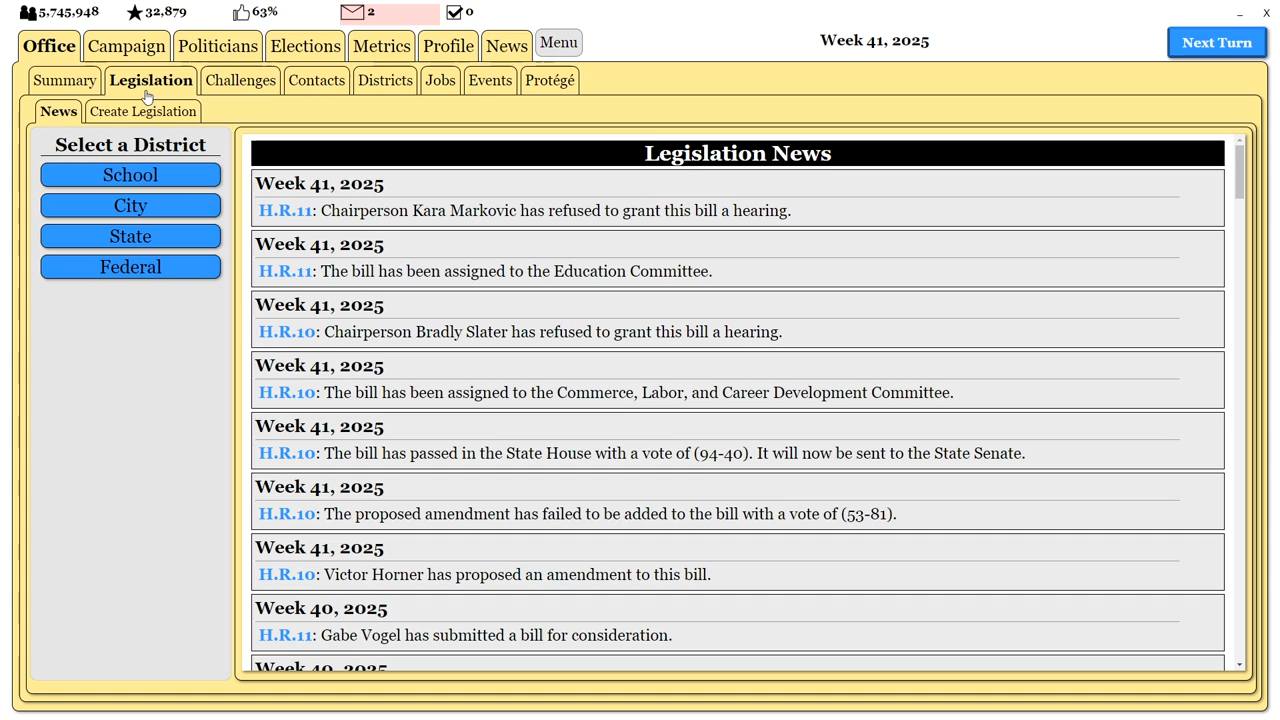 5,745,948 32,879 63% 2 0
_ X
Office Campaign Politicians Elections Metrics Profile News Menu
Week 41, 2025
Next Turn
Summary Legislation Challenges Contacts Districts Jobs Events Protégé
News Create Legislation
Select a District
School
City
State
Federal
Legislation News
Week 41, 2025
H.R.11: Chairperson Kara Markovic has refused to grant this bill a hearing.
Week 41, 2025
H.R.11: The bill has been assigned to the Education Committee.
Week 41, 2025
H.R.10: Chairperson Bradly Slater has refused to grant this bill a hearing.
Week 41, 2025
H.R.10: The bill has been assigned to the Commerce, Labor, and Career Development Committee.
Week 41, 2025
H.R.10: The bill has passed in the State House with a vote of (94-40). It will now be sent to the State Senate.
Week 41, 2025
H.R.10: The proposed amendment has failed to be added to the bill with a vote of (53-81).
Week 41, 2025
H.R.10: Victor Horner has proposed an amendment to this bill.
Week 40, 2025
H.R.11: Gabe Vogel has submitted a bill for consideration.
Week 40, 2025